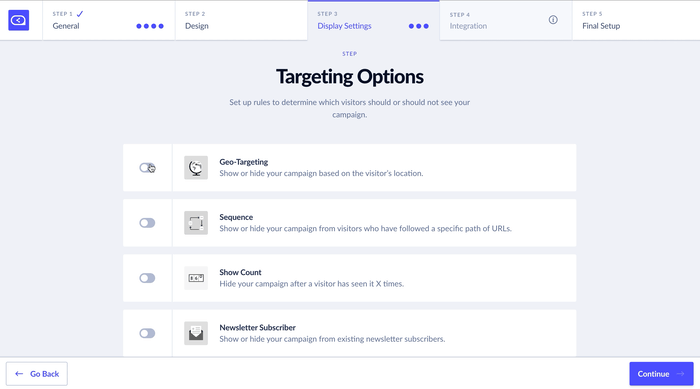 STEP 1
General
STEP 2
Design
STEP 3
Display Settings
STEP 4
Integration
STEP 5
Final Setup
STEP
Targeting Options
Set up rules to determine which visitors should or should not see your
campaign.
Geo-Targeting
Show or hide your campaign based on the visitor's location.
Sequence
Show or hide your campaign from visitors who have followed a specific path of URLs.
Show Count
Hide your campaign after a visitor has seen it X times.
Newsletter Subscriber
Show or hide your campaign from existing newsletter subscribers.
Go Back
Continue